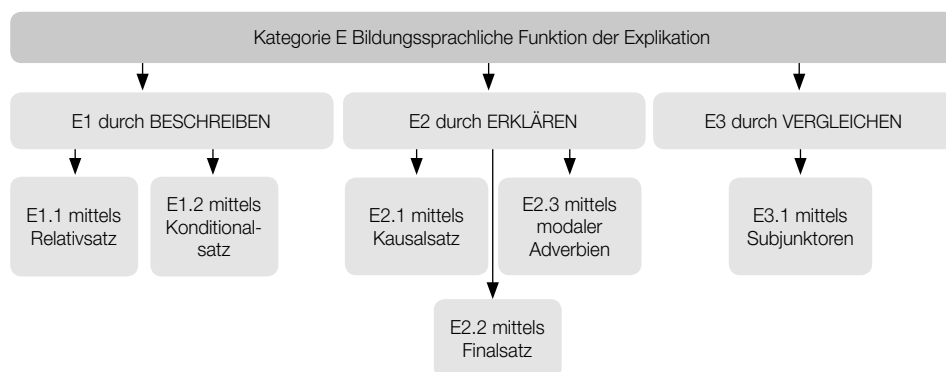 Kategorie E Bildungssprachliche Funktion der Explikation
E1 durch BESCHREIBEN
E2 durch ERKLÄREN
E3 durch VERGLEICHEN
E1.1 mittels
Relativsatz
E1.2 mittels
Konditional-
satz
E2.1 mittels
Kausalsatz
E2.3 mittels
modaler
Adverbien
E3.1 mittels
Subjunktoren
E2.2 mittels
Finalsatz